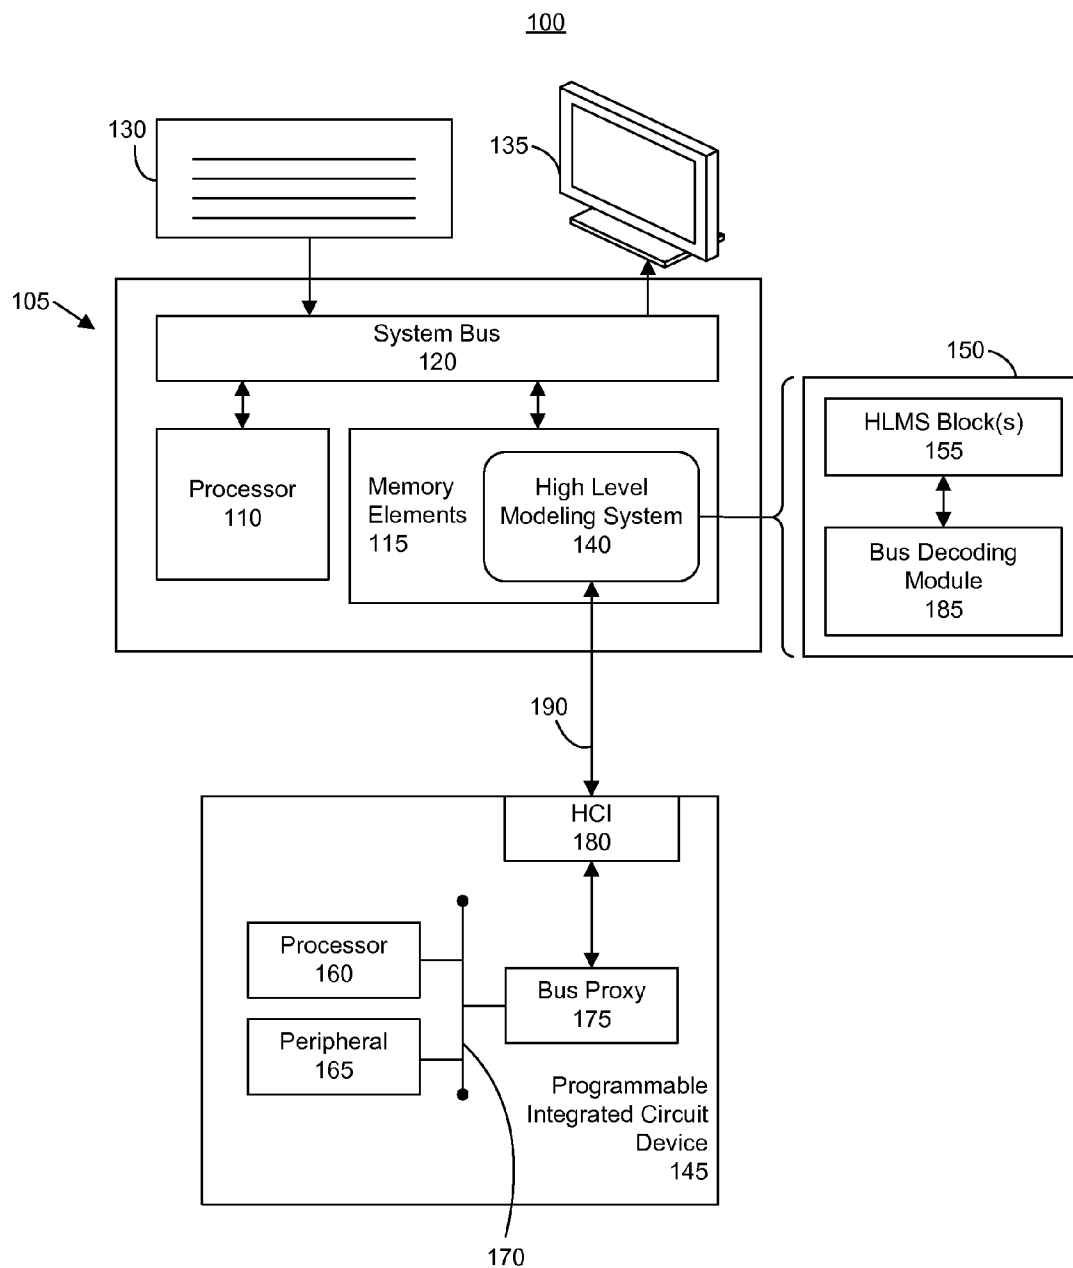 100
130
135
105
System Bus
120
150
HLMS Block(s)
155
Processor
110
Memory
Elements
115
High Level
Modeling System
140
Bus Decoding
Module
185
190
HCI
180
Processor
160
Bus Proxy
175
Peripheral
165
Programmable
Integrated Circuit
Device
145
170